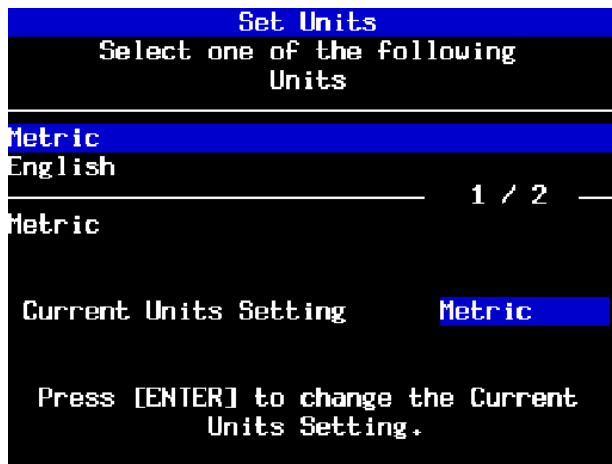 Set Units
Select one of the following
Units
Metric
English
1 / 2
Metric
Current Units Setting Metric
Press [ENTER] to change the Current
Units Setting.